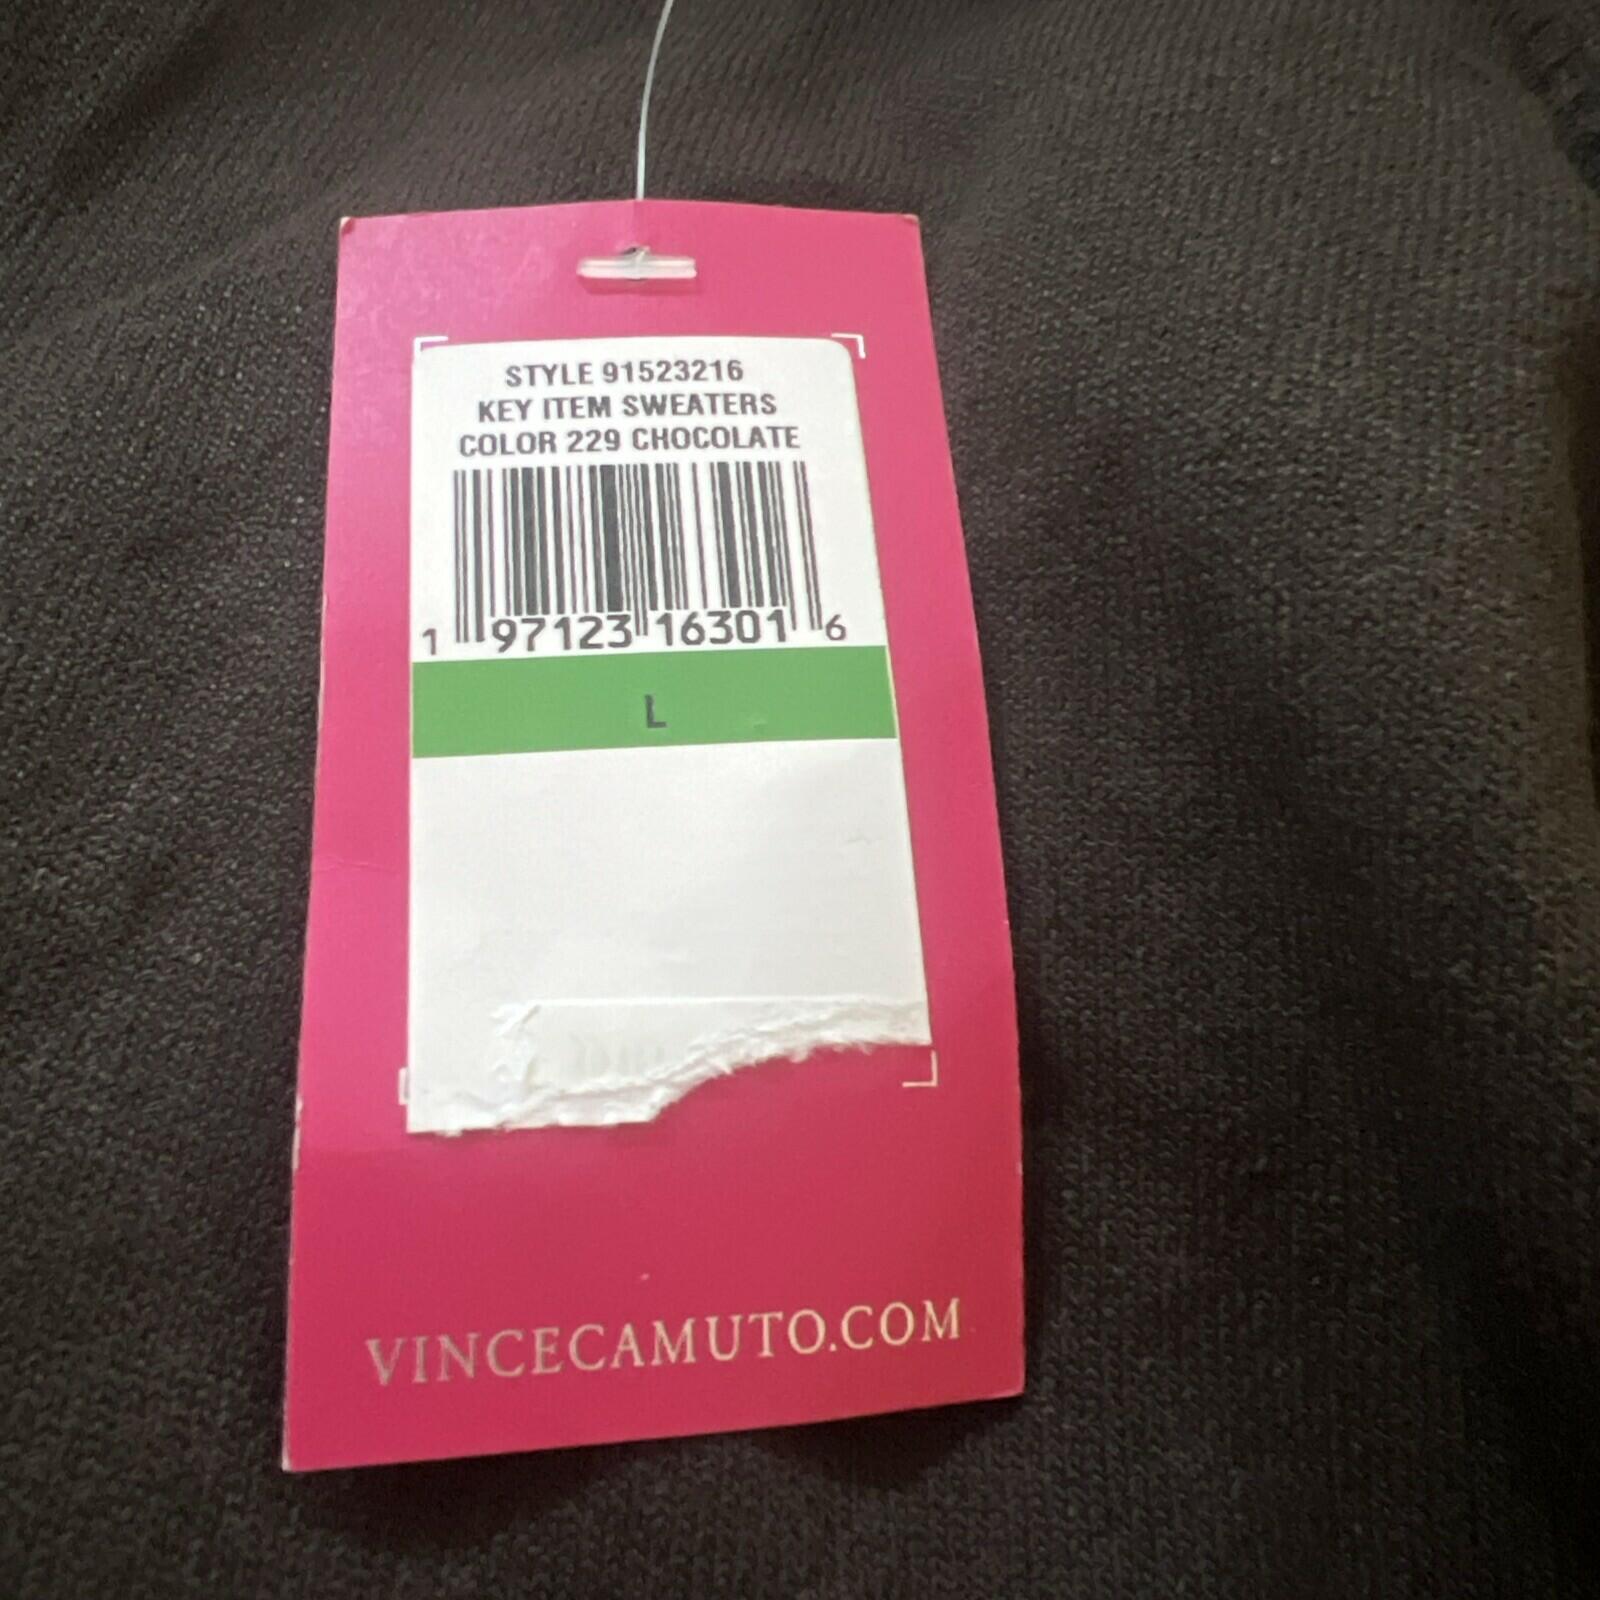 STYLE 91523216
KEY ITEM SWEATERS
COLOR 229 CHOCOLATE
1 97123 16301 6
L
VINCECAMUTO.COM